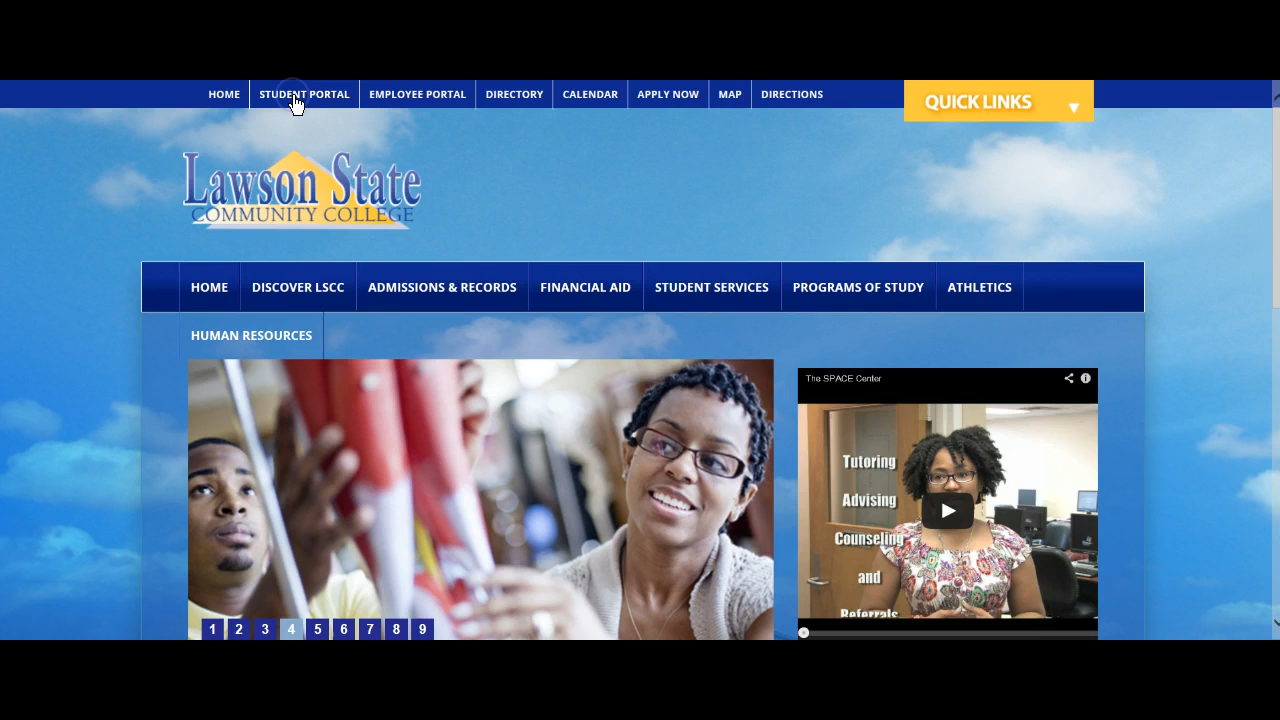 HOME STUDENT PORTAL EMPLOYEE PORTAL DIRECTORY CALENDAR APPLY NOW MAP DIRECTIONS
QUICK LINKS
LAWSON STATE
COMMUNITY COLLEGE
HOME DISCOVER LSCC ADMISSIONS & RECORDS FINANCIAL AID STUDENT SERVICES PROGRAMS OF STUDY ATHLETICS
HUMAN RESOURCES
The SPACE Center
Tutoring
Advising
Counseling
and
Referrals
1 2 3 4 5 6 7 8 9